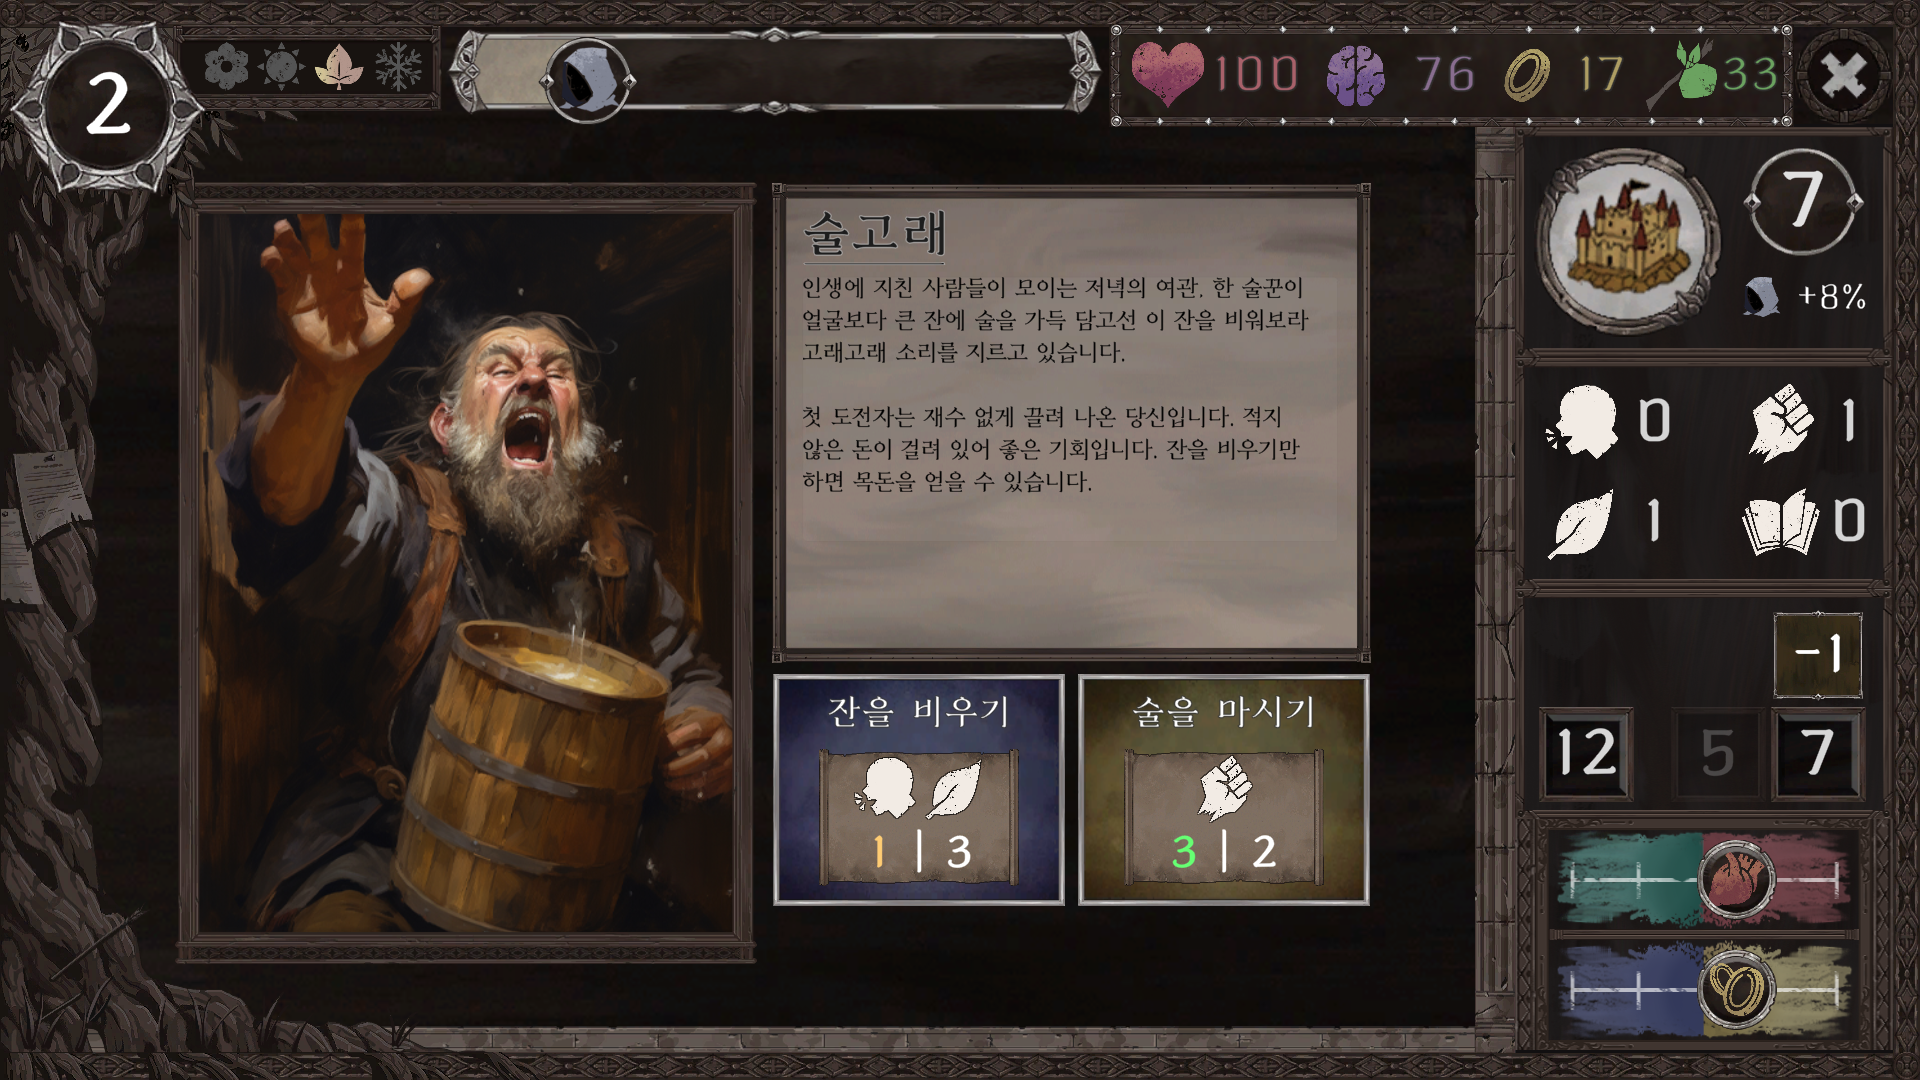 2
100 76 17 33
7
+8%
술고래
인생에 지친 사람들이 모이는 저녁의 여관, 한 술꾼이
얼굴보다 큰 잔에 술을 가득 담고선 이 잔을 비워보라
고래고래 소리를 지르고 있습니다.
첫 도전자는 재수 없게 끌려 나온 당신입니다. 적지
않은 돈이 걸려 있어 좋은 기회입니다. 잔을 비우기만
하면 목돈을 얻을 수 있습니다.
0 1
1 0
-1
12 5 7
잔을 비우기
1 | 3
술을 마시기
3 | 2